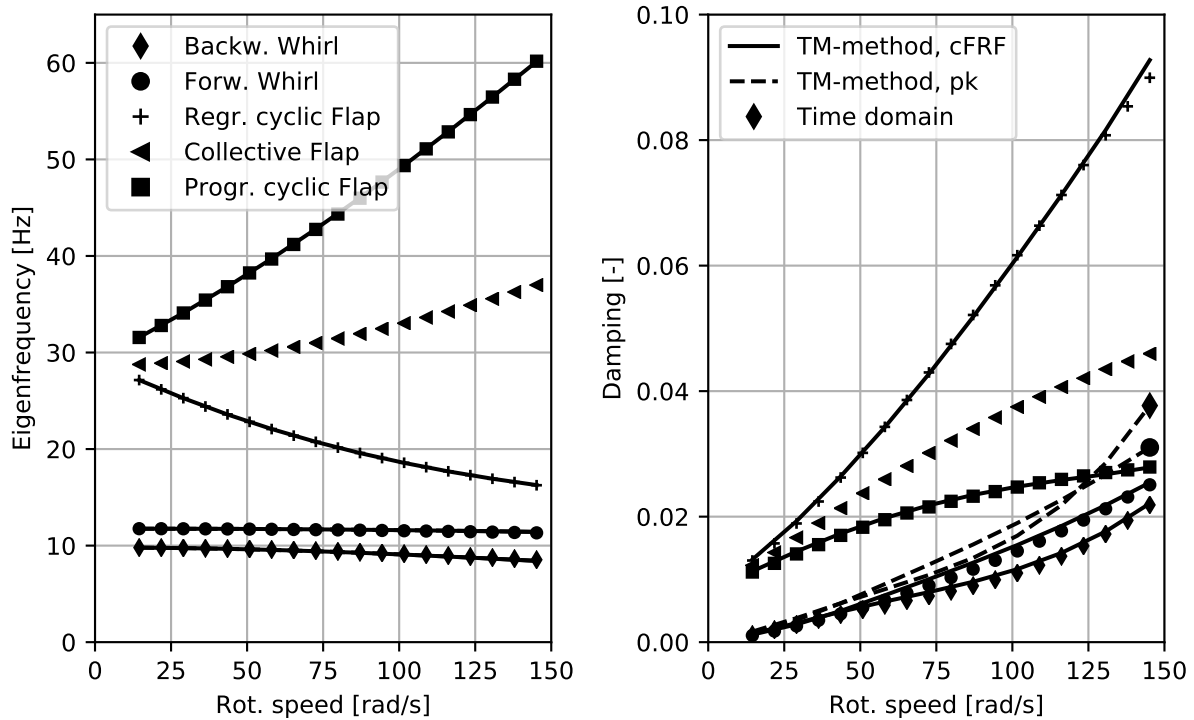 Eigenfrequency [Hz]
60
50
40
30
20
10
0
0 25 50 75 100 125 150
Rot. speed [rad/s]
Backw. Whirl
Forw. Whirl
Regr. cyclic Flap
Collective Flap
Progr. cyclic Flap
Damping [-]
0.10
0.08
0.06
0.04
0.02
0.00
0 25 50 75 100 125 150
Rot. speed [rad/s]
TM-method, cFRF
TM-method, pk
Time domain